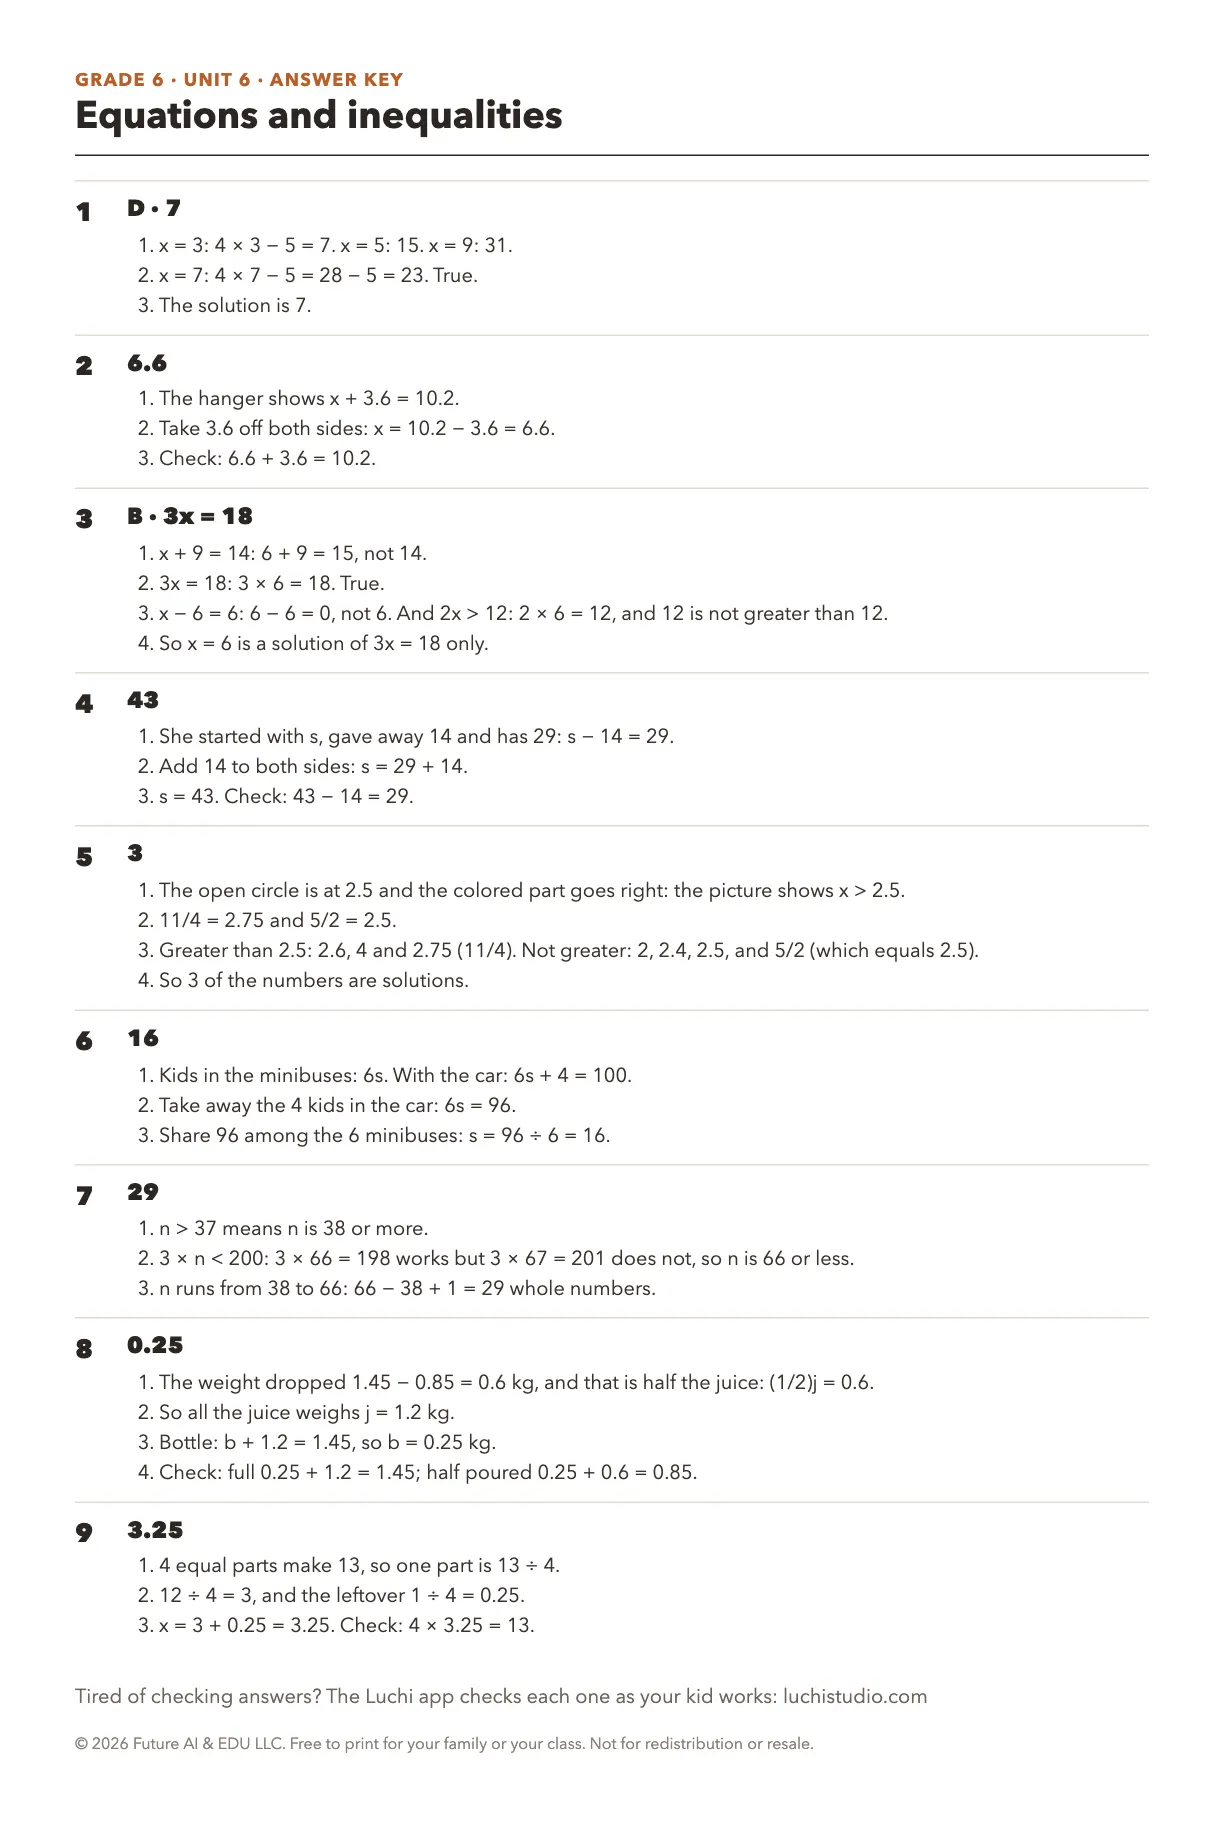 GRADE 6 · UNIT 6 · ANSWER KEY
Equations and inequalities
1 D · 7
1. x = 3: 4 × 3 − 5 = 7. x = 5: 15. x = 9: 31.
2. x = 7: 4 × 7 − 5 = 28 − 5 = 23. True.
3. The solution is 7.
2 6.6
1. The hanger shows x + 3.6 = 10.2.
2. Take 3.6 off both sides: x = 10.2 − 3.6 = 6.6.
3. Check: 6.6 + 3.6 = 10.2.
3 B · 3x = 18
1. x + 9 = 14: 6 + 9 = 15, not 14.
2. 3x = 18: 3 × 6 = 18. True.
3. x − 6 = 6: 6 − 6 = 0, not 6. And 2x > 12: 2 × 6 = 12, and 12 is not greater than 12.
4. So x = 6 is a solution of 3x = 18 only.
4 43
1. She started with s, gave away 14 and has 29: s − 14 = 29.
2. Add 14 to both sides: s = 29 + 14.
3. s = 43. Check: 43 − 14 = 29.
5 3
1. The open circle is at 2.5 and the colored part goes right: the picture shows x > 2.5.
2. 11/4 = 2.75 and 5/2 = 2.5.
3. Greater than 2.5: 2.6, 4 and 2.75 (11/4). Not greater: 2, 2.4, 2.5, and 5/2 (which equals 2.5).
4. So 3 of the numbers are solutions.
6 16
1. Kids in the minibuses: 6s. With the car: 6s + 4 = 100.
2. Take away the 4 kids in the car: 6s = 96.
3. Share 96 among the 6 minibuses: s = 96 ÷ 6 = 16.
7 29
1. n > 37 means n is 38 or more.
2. 3 × n < 200: 3 × 66 = 198 works but 3 × 67 = 201 does not, so n is 66 or less.
3. n runs from 38 to 66: 66 − 38 + 1 = 29 whole numbers.
8 0.25
1. The weight dropped 1.45 − 0.85 = 0.6 kg, and that is half the juice: (1/2)j = 0.6.
2. So all the juice weighs j = 1.2 kg.
3. Bottle: b + 1.2 = 1.45, so b = 0.25 kg.
4. Check: full 0.25 + 1.2 = 1.45; half poured 0.25 + 0.6 = 0.85.
9 3.25
1. 4 equal parts make 13, so one part is 13 ÷ 4.
2. 12 ÷ 4 = 3, and the leftover 1 ÷ 4 = 0.25.
3. x = 3 + 0.25 = 3.25. Check: 4 × 3.25 = 13.
Tired of checking answers? The Luchi app checks each one as your kid works: luchistudio.com
© 2026 Future AI & EDU LLC. Free to print for your family or your class. Not for redistribution or resale.